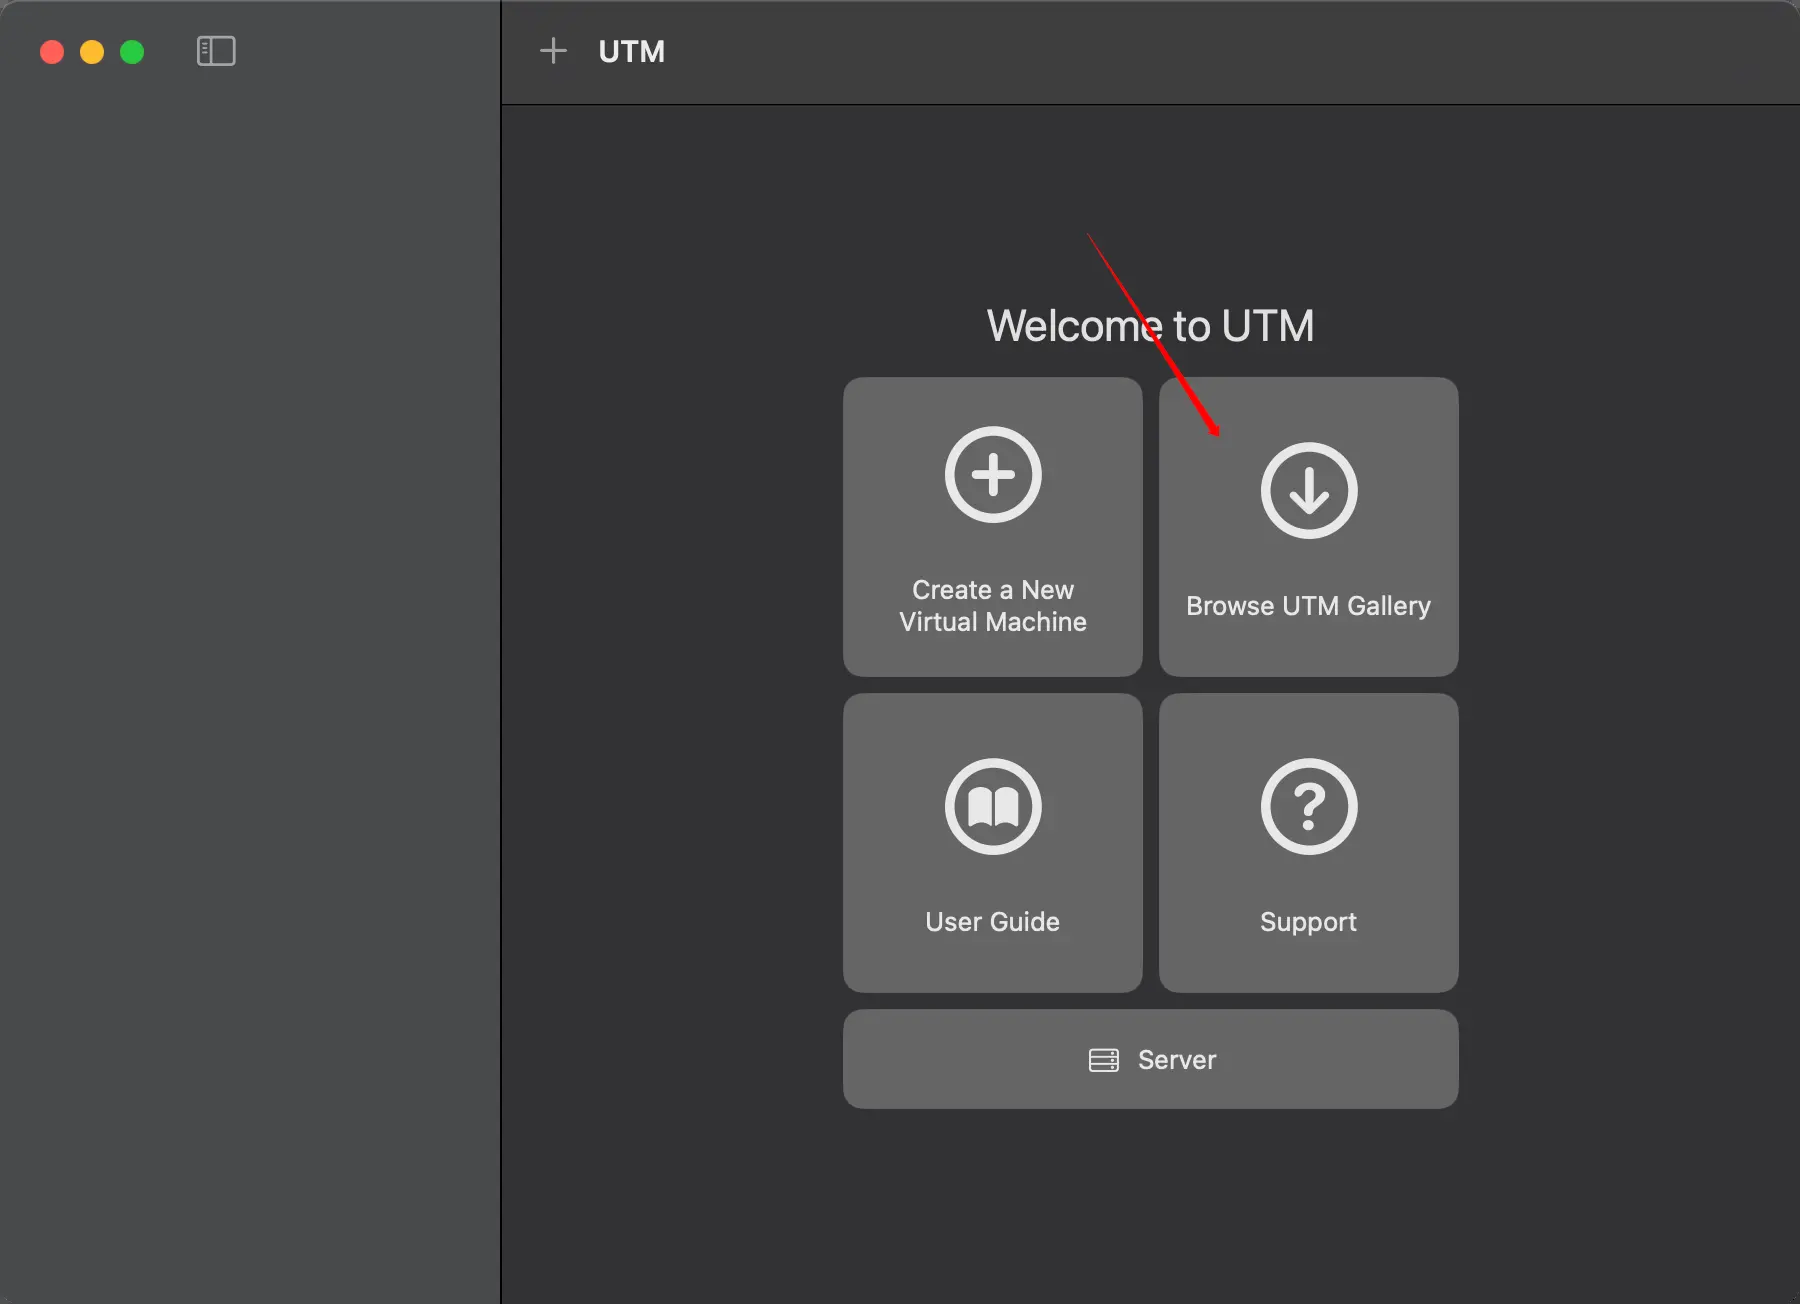 UTM
Welcome to UTM
Create a New
Virtual Machine
Browse UTM Gallery
User Guide
Support
Server